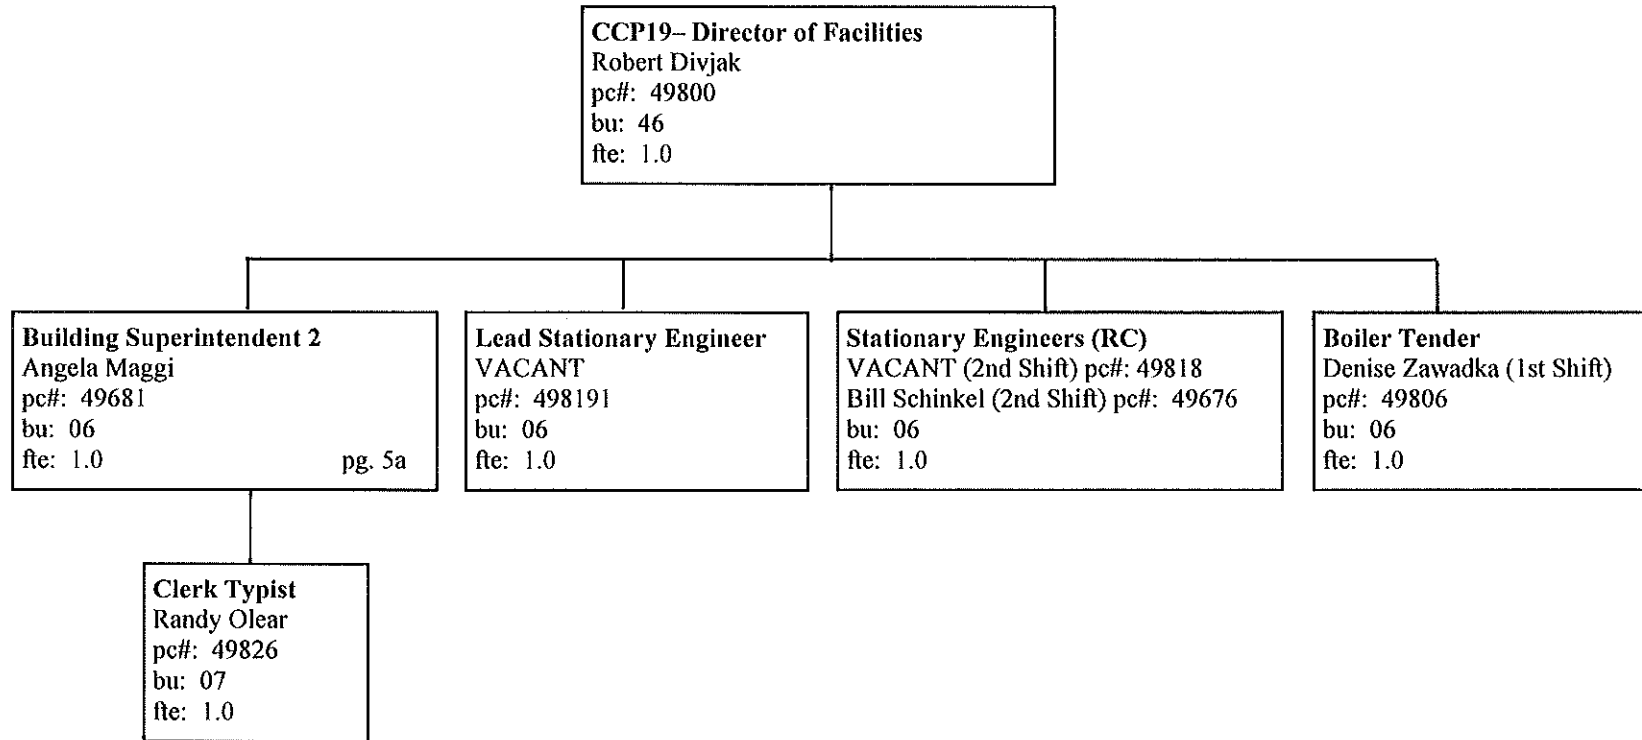 CCP19– Director of Facilities
Robert Divjak
pc#: 49800
bu: 46
fte: 1.0
Building Superintendent 2
Angela Maggi
pc#: 49681
bu: 06
fte: 1.0 pg. 5a
Lead Stationary Engineer
VACANT
pc#: 498191
bu: 06
fte: 1.0
Stationary Engineers (RC)
VACANT (2nd Shift) pc#: 49818
Bill Schinkel (2nd Shift) pc#: 49676
bu: 06
fte: 1.0
Boiler Tender
Denise Zawadka (1st Shift)
pc#: 49806
bu: 06
fte: 1.0
Clerk Typist
Randy Olear
pc#: 49826
bu: 07
fte: 1.0